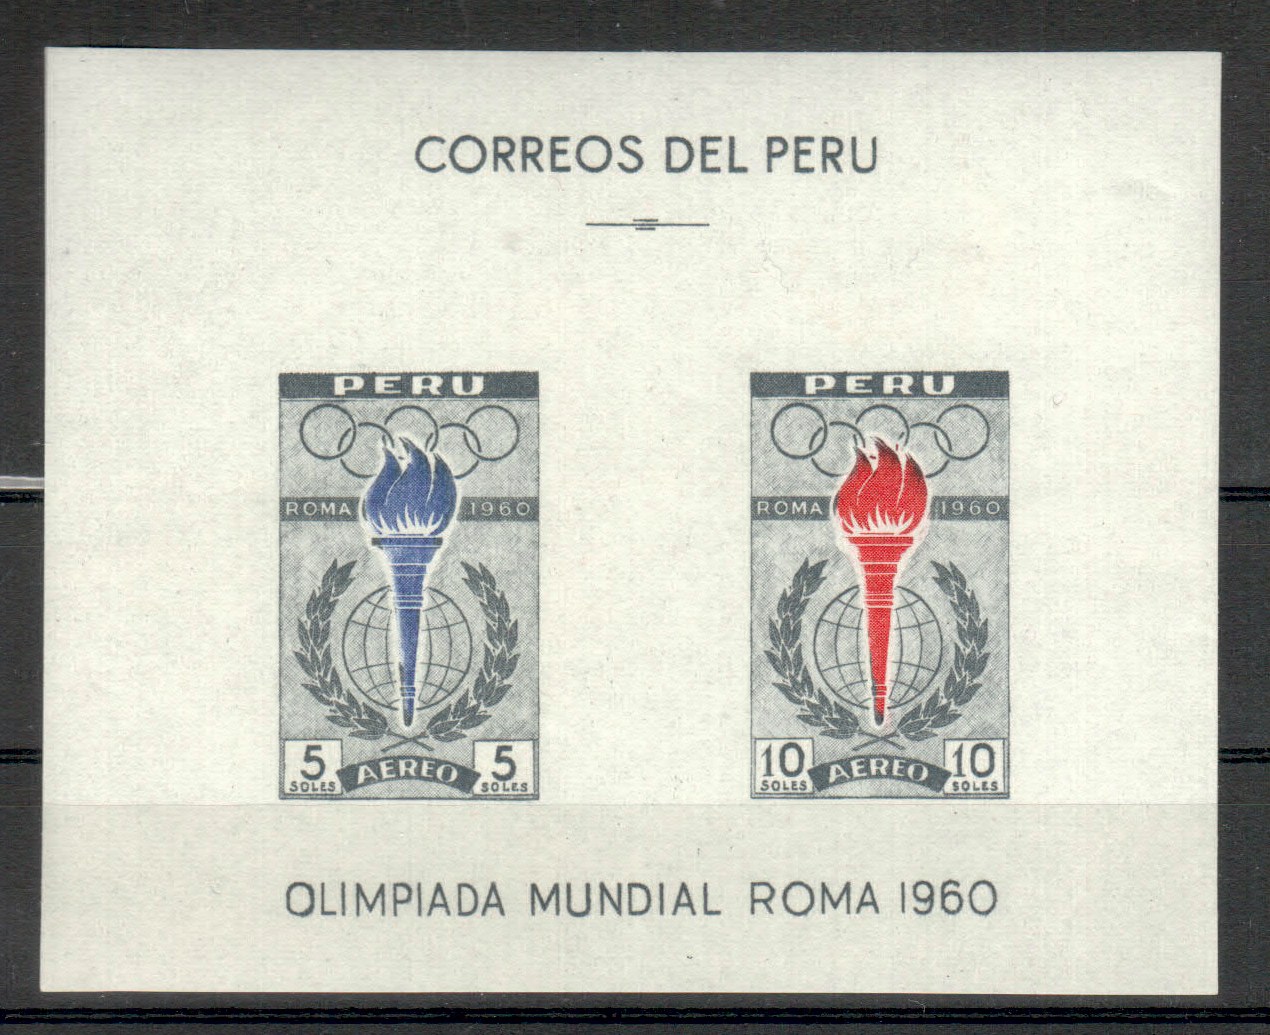 CORREOS DEL PERU
PERU
ROMA 1960
5 SOLES AEREO 5 SOLES
PERU
ROMA 1960
10 SOLES AEREO 10 SOLES
OLIMPIADA MUNDIAL ROMA 1960